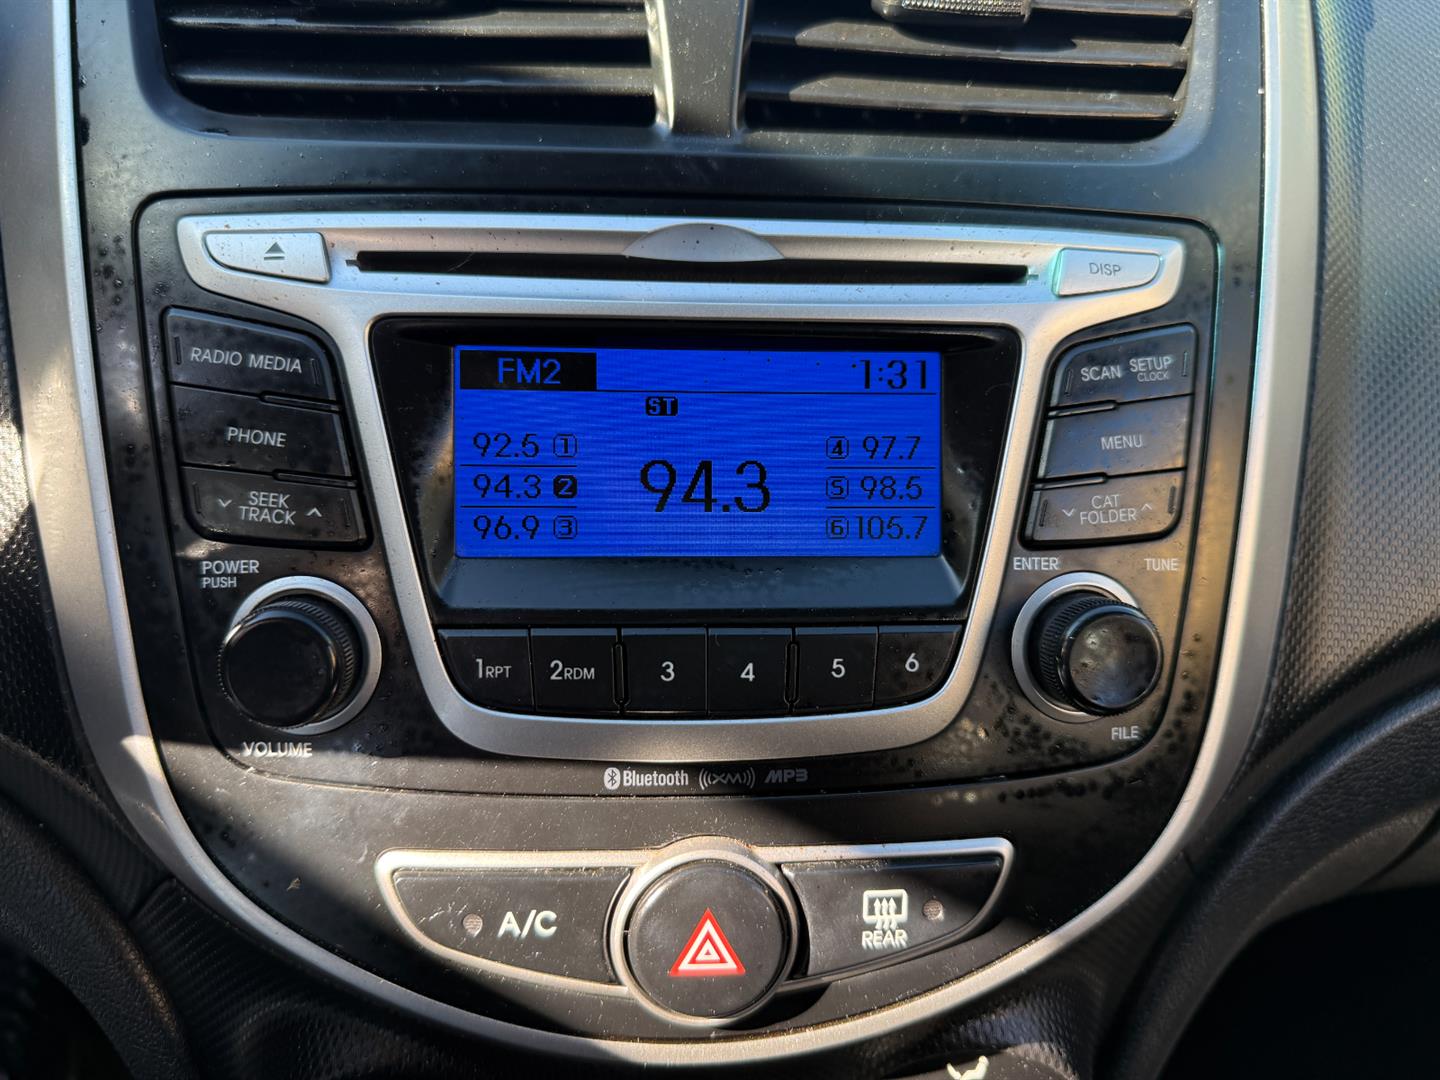 DISP
RADIO MEDIA
PHONE
SEEK
TRACK
POWER
PUSH
VOLUME
FM2 1:31
ST
92.5 1
94.3 2
96.9 3
94.3
4 97.7
5 98.5
6 105.7
SCAN SETUP
CLOCK
MENU
CAT
FOLDER
ENTER TUNE
FILE
1RPT 2RDM 3 4 5 6
Bluetooth XM MP3
A/C
REAR